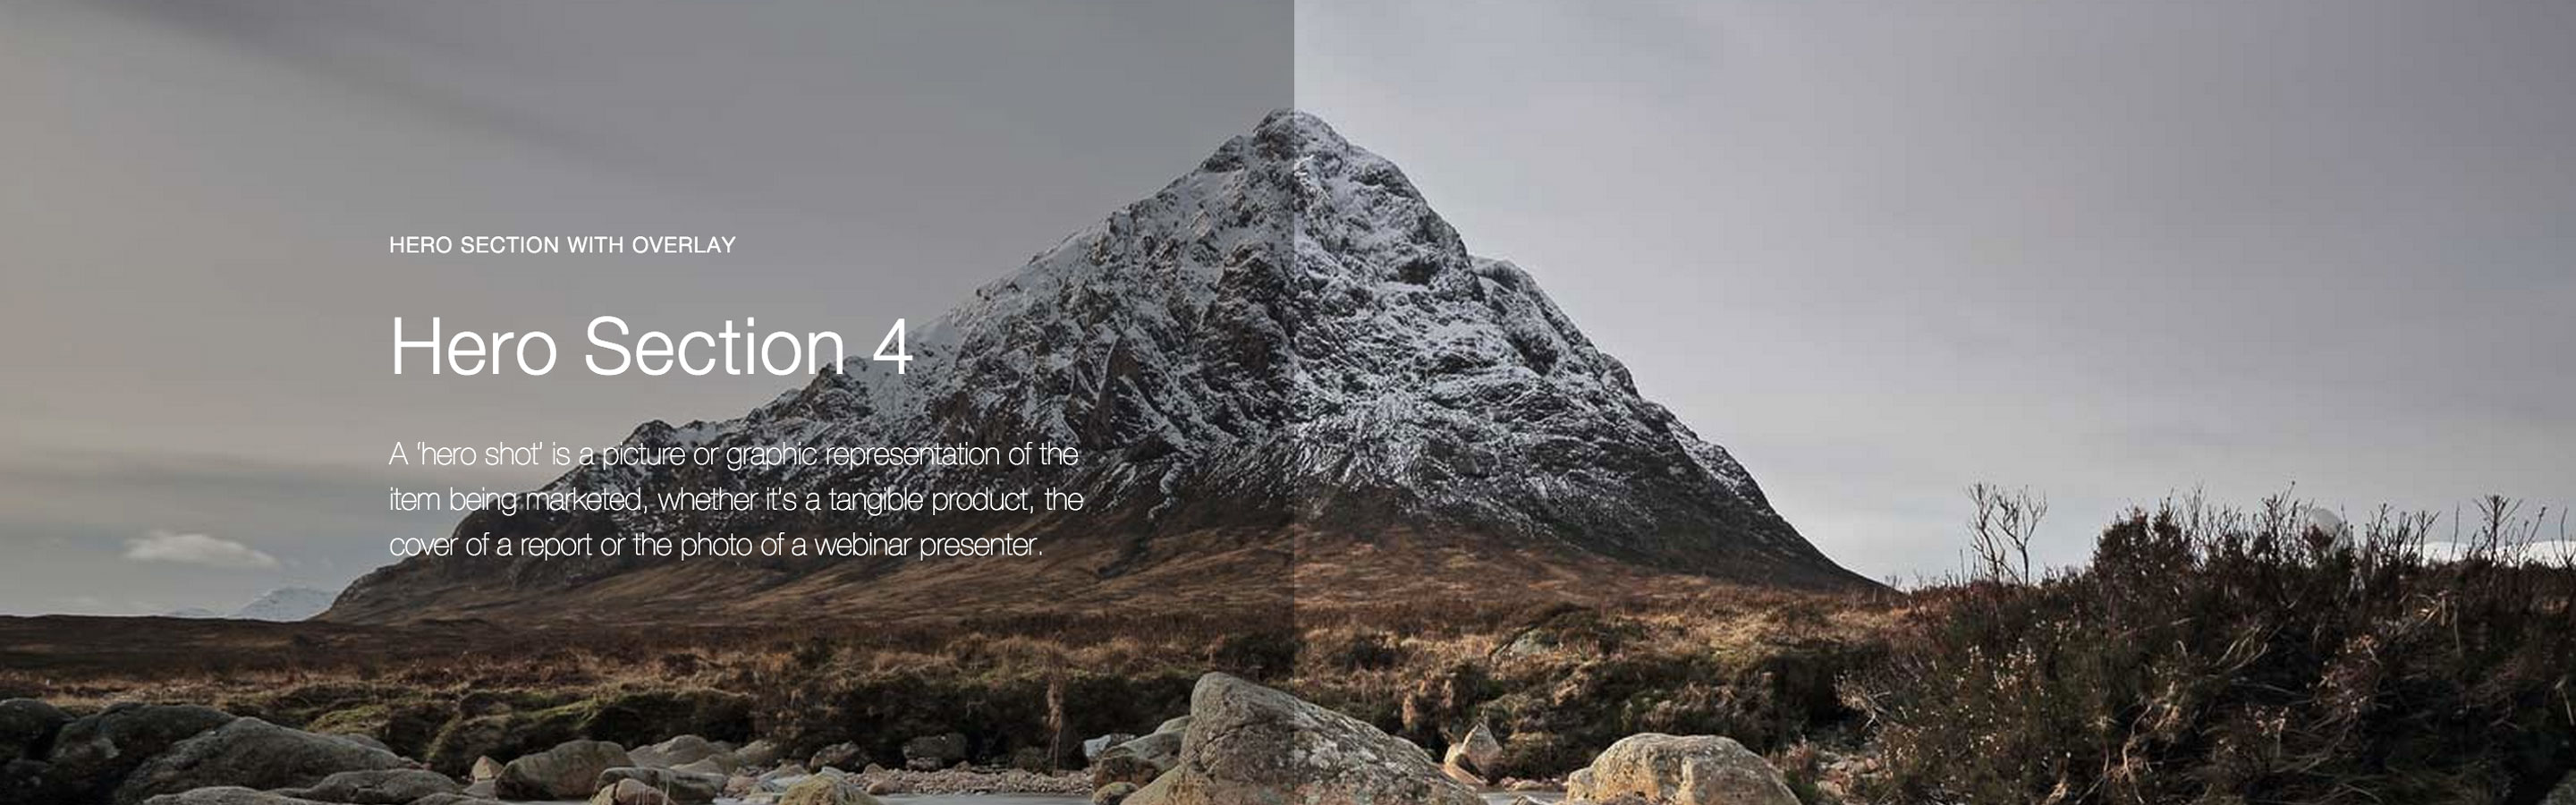 HERO SECTION WITH OVERLAY
Hero Section 4
A 'hero shot' is a picture or graphic representation of the
item being marketed, whether it's a tangible product, the
cover of a report or the photo of a webinar presenter.